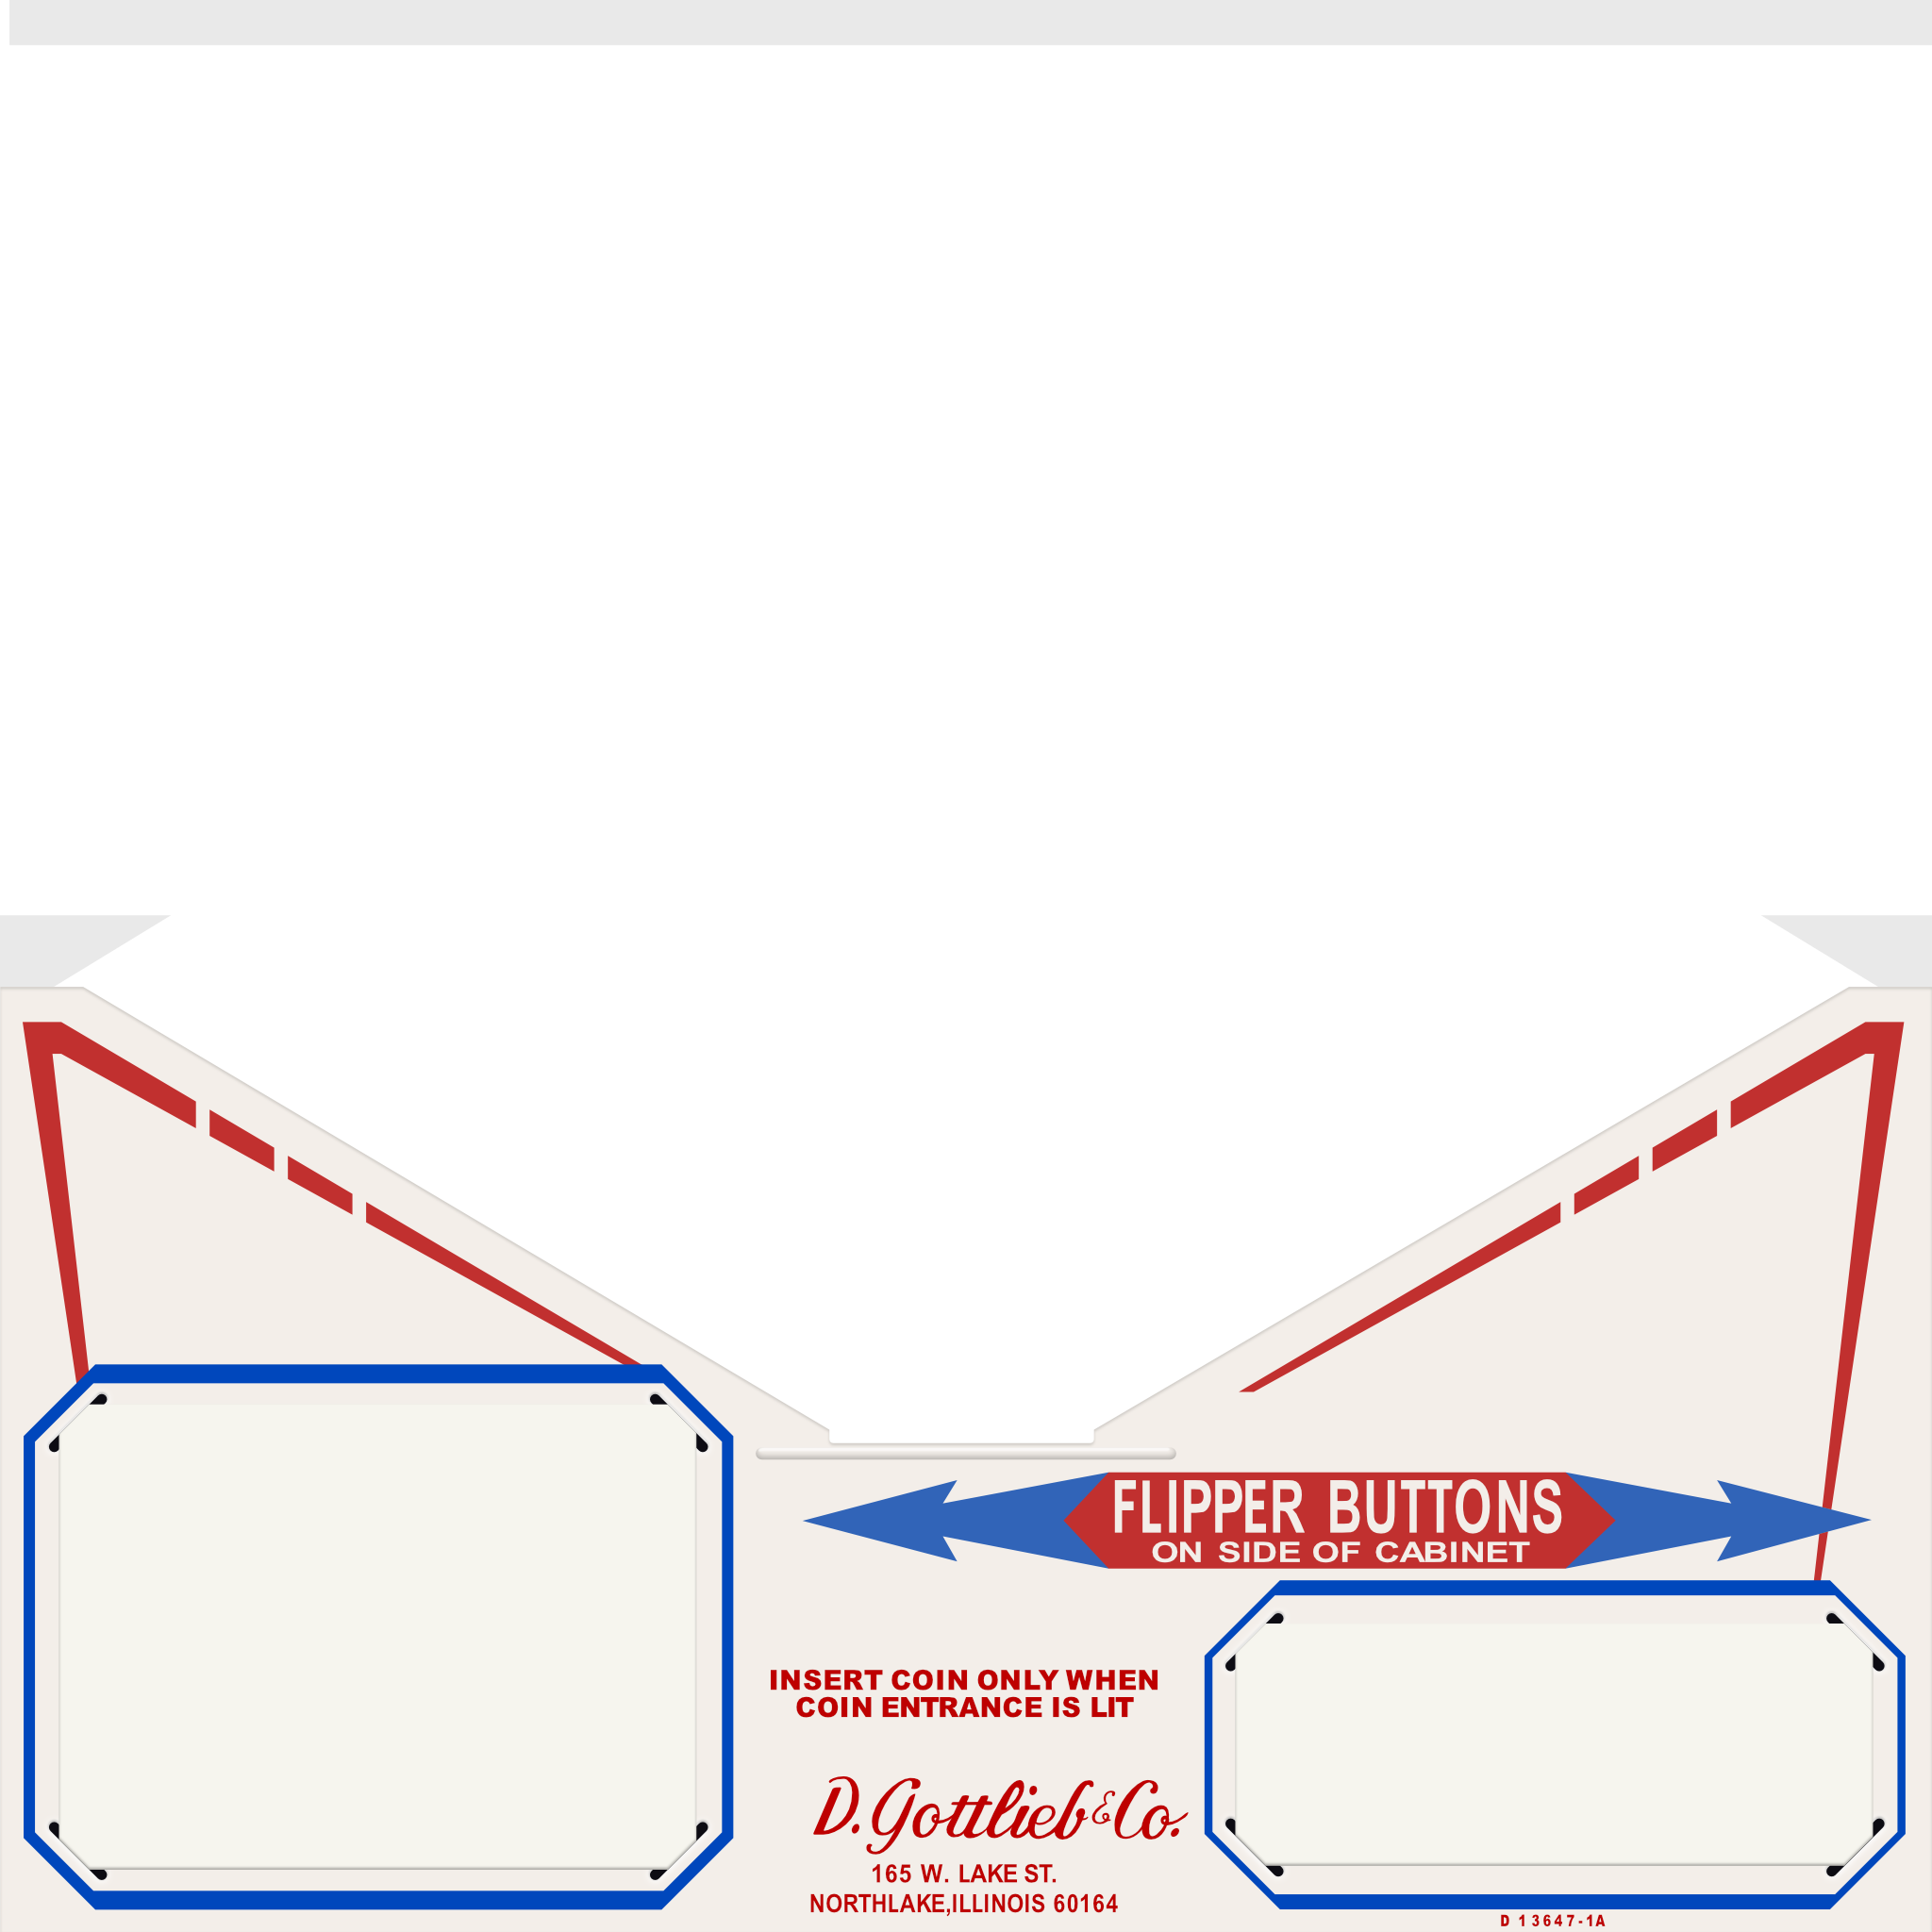 FLIPPER BUTTONS
ON SIDE OF CABINET
INSERT COIN ONLY WHEN
COIN ENTRANCE IS LIT
D. Gottlieb & Co.
165 W. LAKE ST.
NORTHLAKE,ILLINOIS 60164
D 13647-1A